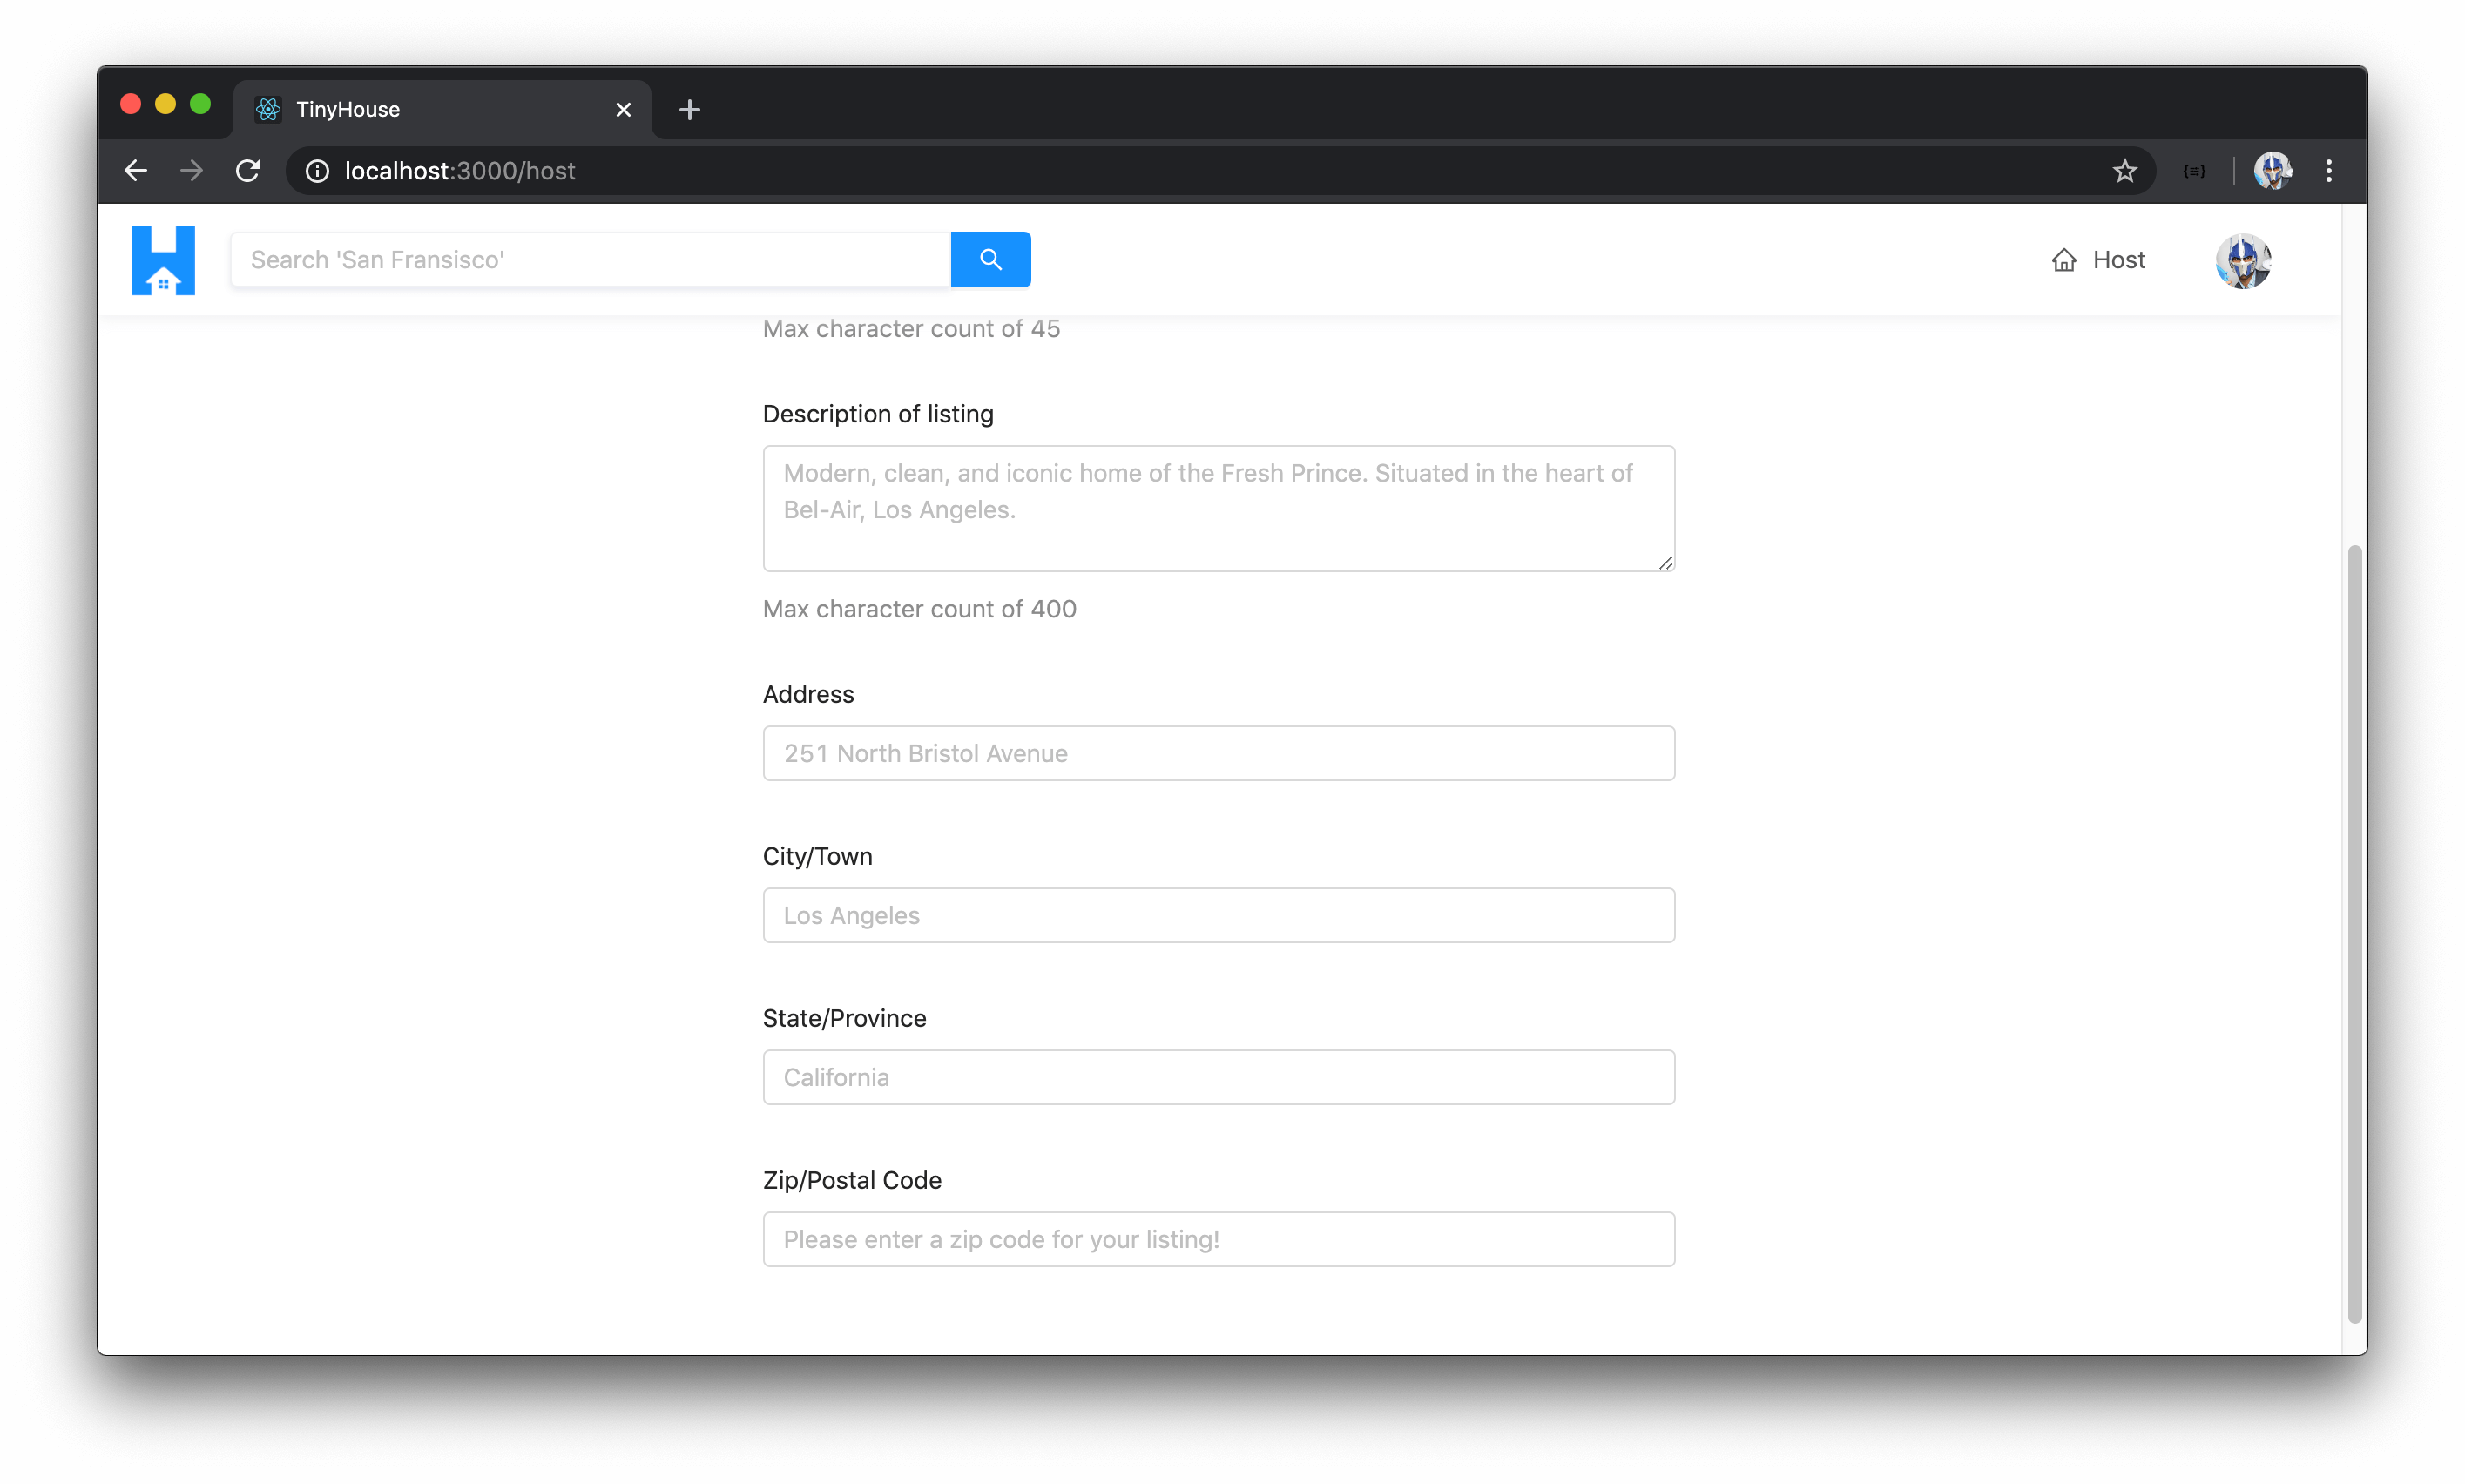 TinyHouse
localhost:3000/host
Search 'San Fransisco'
Host
Max character count of 45
Description of listing
Modern, clean, and iconic home of the Fresh Prince. Situated in the heart of
Bel-Air, Los Angeles.
Max character count of 400
Address
251 North Bristol Avenue
City/Town
Los Angeles
State/Province
California
Zip/Postal Code
Please enter a zip code for your listing!